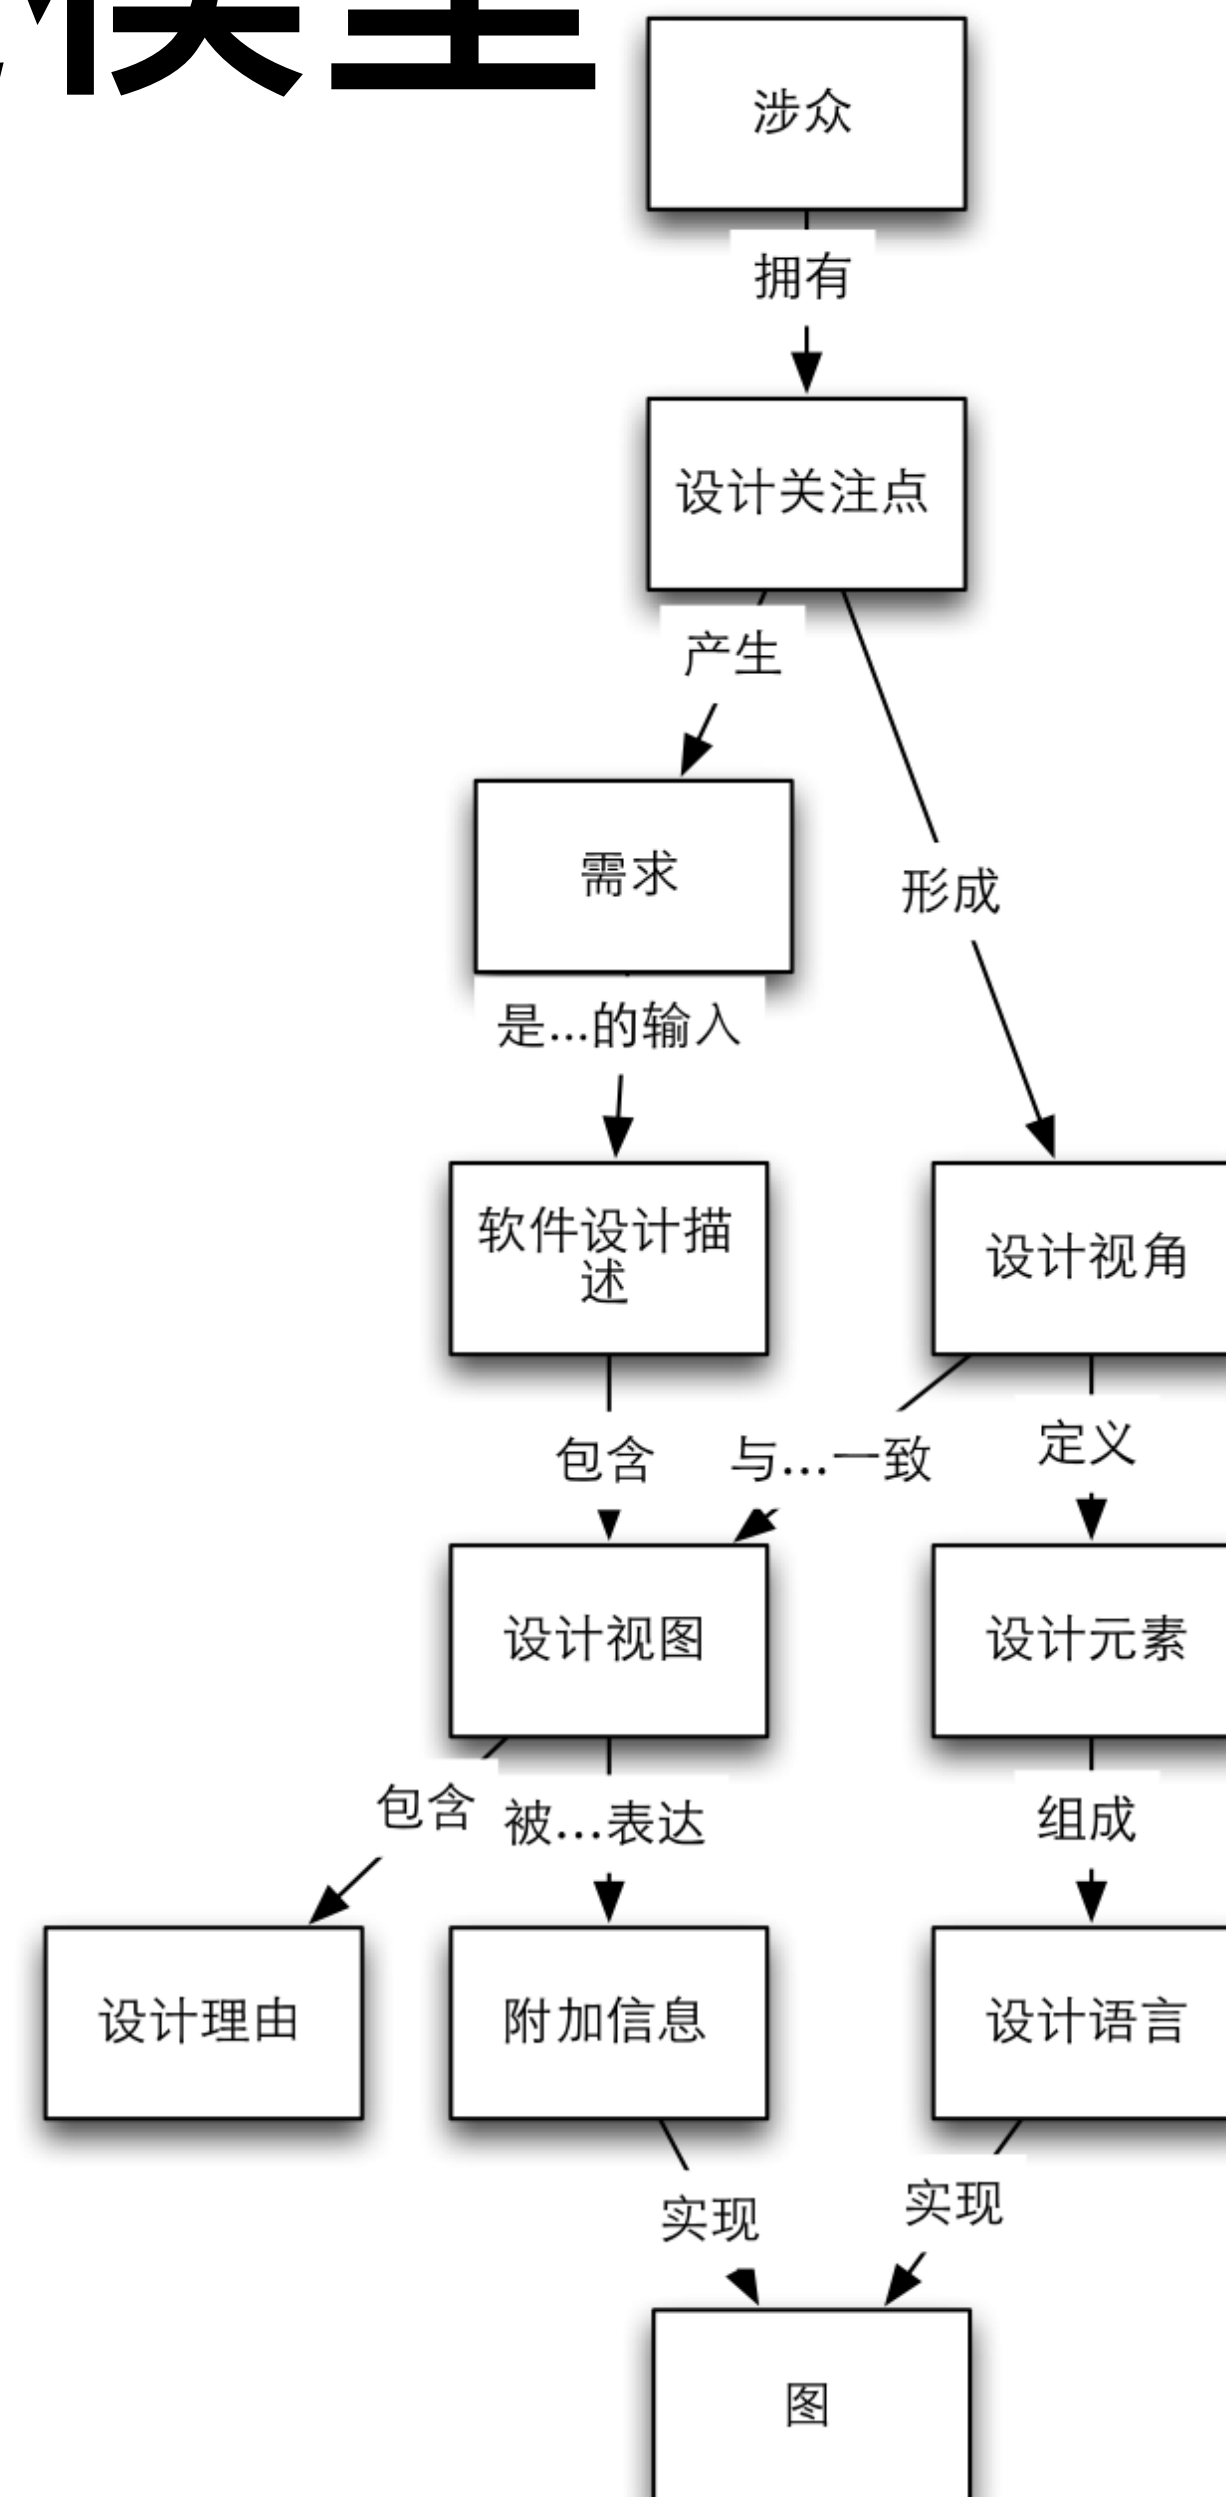 模型
涉众
拥有
设计关注点
产生
需求
形成
是...的输入
软件设计描
述
设计视角
包含
与...一致
定义
设计视图
设计元素
包含
被...表达
组成
设计理由
附加信息
设计语言
实现
实现
图